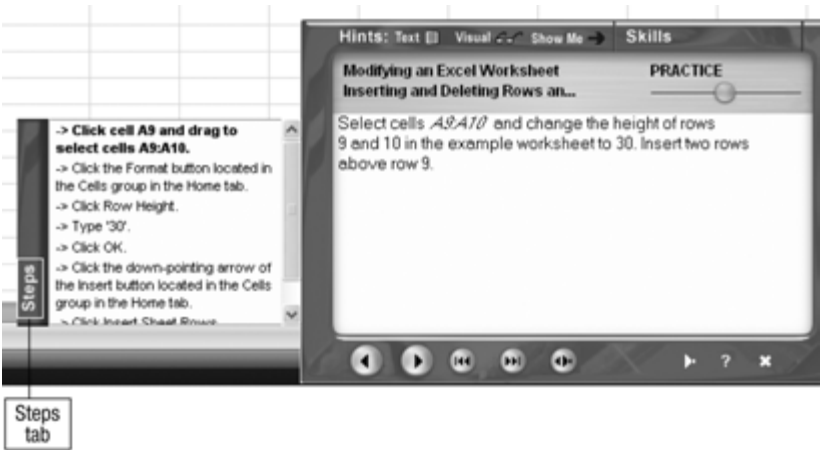 Hints: Text Visual Show Me Skills
Modifying an Excel Worksheet PRACTICE
Inserting and Deleting Rows an...
Select cells A9:A10 and change the height of rows
9 and 10 in the example worksheet to 30. Insert two rows
above row 9.
-> Click cell A9 and drag to
select cells A9:A10.
-> Click the Format button located in
the Cells group in the Home tab.
-> Click Row Height.
-> Type '30'.
-> Click OK.
-> Click the down-pointing arrow of
the Insert button located in the Cells
group in the Home tab.
-> Click Insert Sheet Rows
Steps
?
Steps
tab